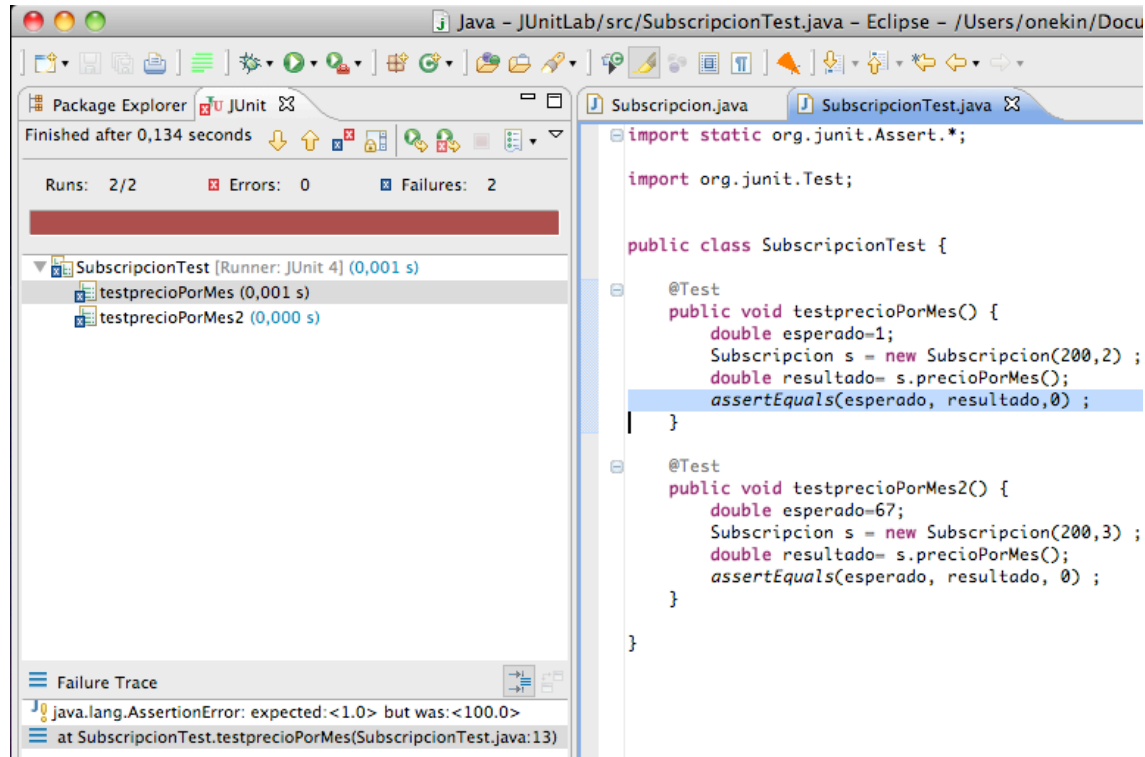 Java – JUnitLab/src/SubscripcionTest.java – Eclipse – /Users/onekin/Docu
Package Explorer JUnit
Finished after 0,134 seconds
Runs: 2/2 Errors: 0 Failures: 2
SubscripcionTest [Runner: JUnit 4] (0,001 s)
testprecioPorMes (0,001 s)
testprecioPorMes2 (0,000 s)
Failure Trace
java.lang.AssertionError: expected:<1.0> but was:<100.0>
at SubscripcionTest.testprecioPorMes(SubscripcionTest.java:13)
Subscripcion.java SubscripcionTest.java
import static org.junit.Assert.*;
import org.junit.Test;
public class SubscripcionTest {
@Test
public void testprecioPorMes() {
double esperado=1;
Subscripcion s = new Subscripcion(200,2) ;
double resultado= s.precioPorMes();
assertEquals(esperado, resultado,0) ;
}
@Test
public void testprecioPorMes2() {
double esperado=67;
Subscripcion s = new Subscripcion(200,3) ;
double resultado= s.precioPorMes();
assertEquals(esperado, resultado, 0) ;
}
}